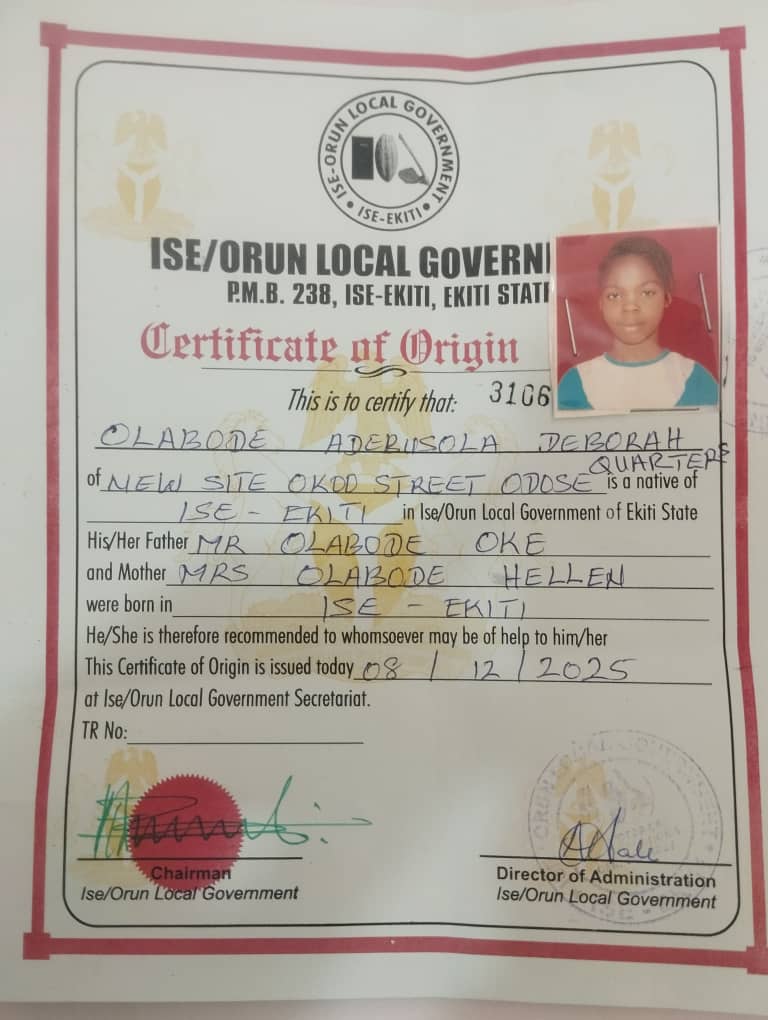 ISE-ORUN LOCAL GOVERNMENT
• ISE-EKITI •
ISE/ORUN LOCAL GOVERN
P.M.B. 238, ISE-EKITI, EKITI STAT
Certificate of Origin
This is to certify that: 3106
OLABODE ADERUSOLA DEBORAH
QUARTERS
of NEW SITE OKOD STREET ODOSE is a native of
ISE - EKITI in Ise/Orun Local Government of Ekiti State
His/Her Father MR OLABODE OKE
and Mother MRS OLABODE HELLEN
were born in ISE - EKITI
He/She is therefore recommended to whomsoever may be of help to him/her
This Certificate of Origin is issued today 08 / 12 / 2025
at Ise/Orun Local Government Secretariat.
TR No:
Chairman
Ise/Orun Local Government
Director of Administration
Ise/Orun Local Government